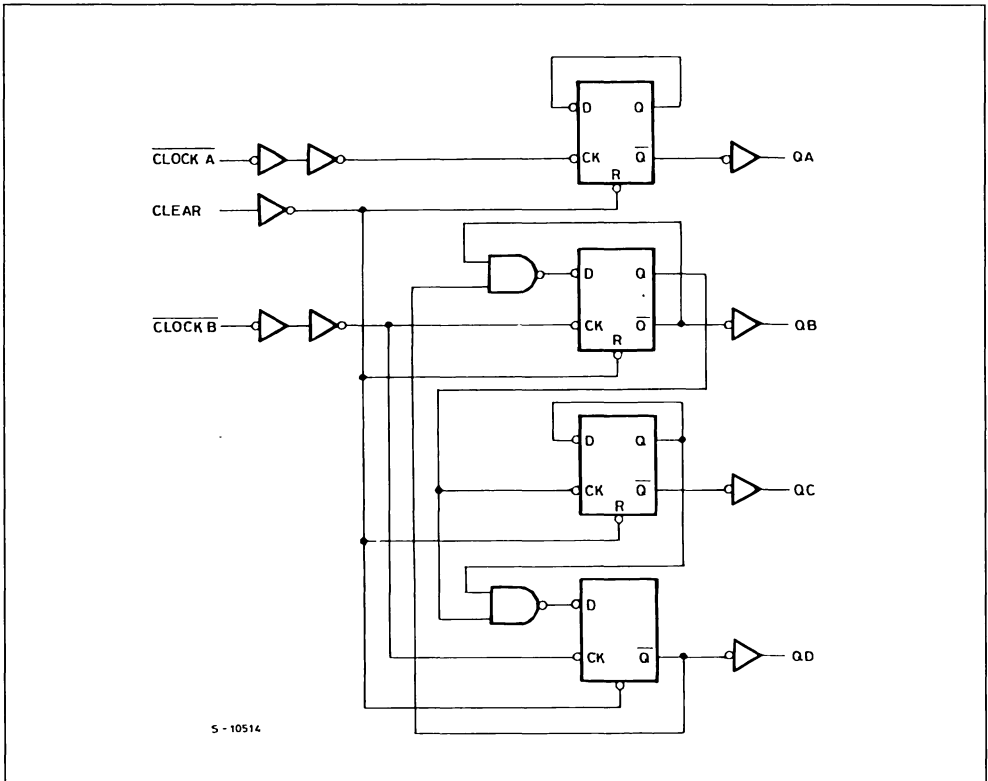 D Q
CLOCK A CK Q̅ QA
R
CLEAR
D Q
CLOCK B CK Q̅ QB
R
D Q
CK Q̅ QC
R
D
CK Q̅ QD
S-10514